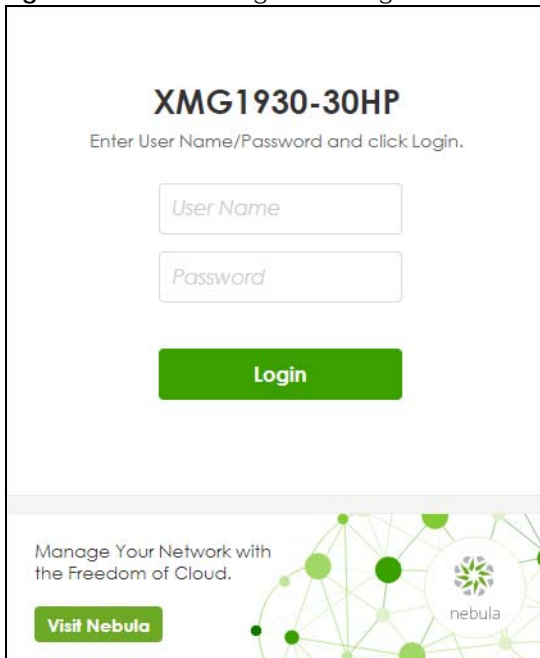 XMG1930-30HP
Enter User Name/Password and click Login.
User Name
Password
Login
Manage Your Network with
the Freedom of Cloud.
Visit Nebula
nebula